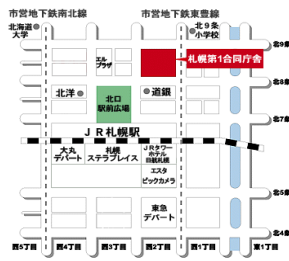 市営地下鉄南北線
市営地下鉄東豊線
北海道
大学
北9条
小学校
エル
プラザ
札幌第1合同庁舎
北9条
北8条
北洋
北口
駅前広場
道銀
北7条
JR札幌駅
大丸
デパート
札幌
ステラプレイス
JRタワー
ホテル
日航札幌
エスタ
ビックカメラ
北5条
東急
デパート
北4条
西5丁目
西4丁目
西3丁目
西2丁目
西1丁目
東1丁目